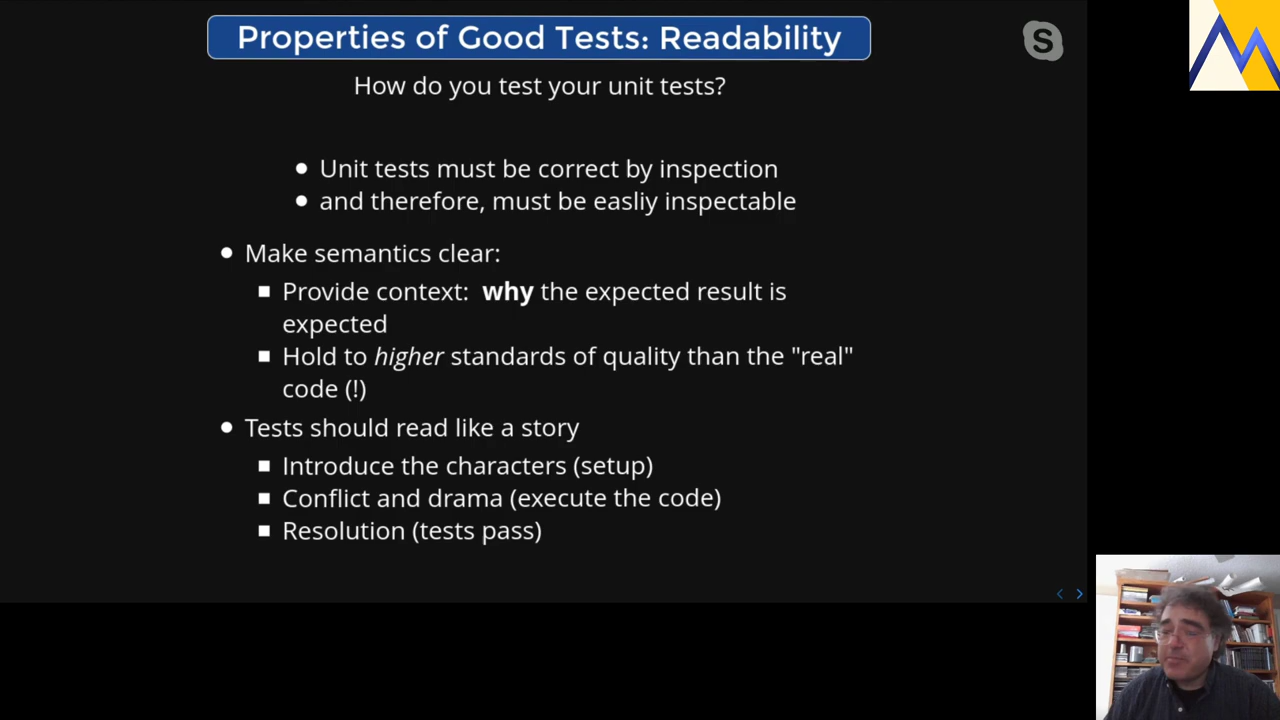 Properties of Good Tests: Readability
S
How do you test your unit tests?
Unit tests must be correct by inspection
and therefore, must be easliy inspectable
Make semantics clear:
Provide context: why the expected result is
expected
Hold to higher standards of quality than the "real"
code (!)
Tests should read like a story
Introduce the characters (setup)
Conflict and drama (execute the code)
Resolution (tests pass)